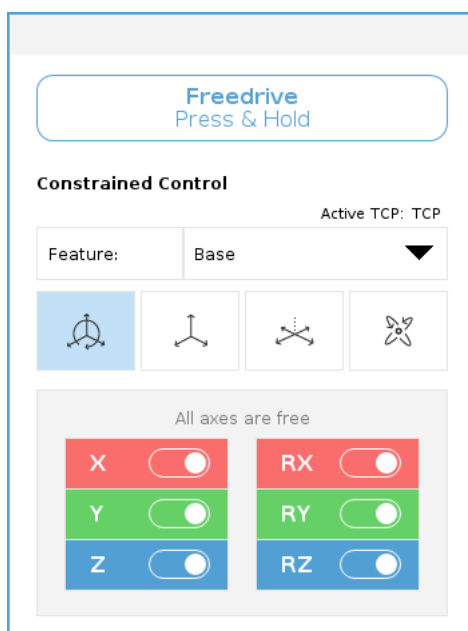 Freedrive
Press & Hold
Constrained Control
Active TCP: TCP
Feature: Base
All axes are free
X RX
Y RY
Z RZ